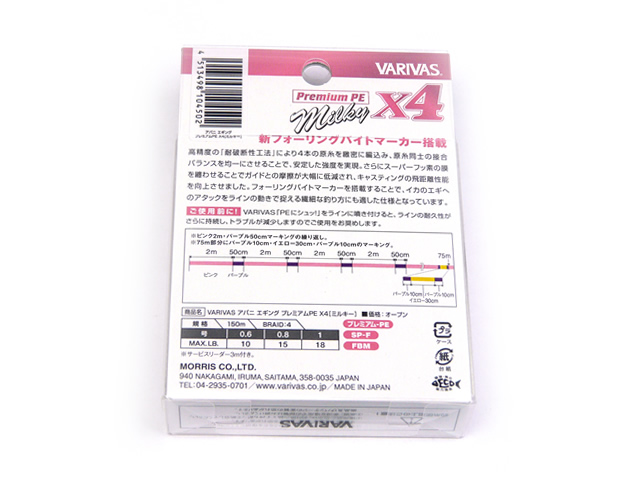 VARIVAS®
4513498104502
アバニ エギング
プレミアムPE X4[ミルキー]
Premium PE
Milky X4
新フォーリングバイトマーカー搭載
高精度の「耐破断性工法」により4本の原糸を緻密に編込み、原糸同士の接合
バランスを均一にさせることで、安定した強度を実現。さらにスーパーフッ素の膜
を纏わせることでガイドとの摩擦が大幅に低減され、キャスティングの飛距離性能
を向上させました。フォーリングバイトマーカーを搭載することで、イカのエギへ
のアタックをラインの動きで捉える繊細な釣り方にも適した仕様となっています。
ご使用前に! VARIVAS「PEにシュッ!」をラインに噴き付けると、ラインの耐久性が
さらに持続し、トラブルが減少しますのでご使用をお奨めします。
※ピンク2m・パープル50cmマーキングの繰り返し。
※75m部分にパープル10cm・イエロー30cm・パープル10cmのマーキング。
2m 50cm 2m 50cm 2m 50cm 2m 50cm 75m
ピンク パープル
パープル10cm パープル10cm
イエロー30cm
商品名 VARIVAS アバニ エギング プレミアムPE X4[ミルキー] ■価格:オープン
規格 150m BRAID:4
号 0.6 0.8 1
MAX.LB. 10 15 18
プレミアム-PE
SP-F
FBM
※サービスリーダー3m付き。
MORRIS CO.,LTD.
940 NAKAGAMI, IRUMA, SAITAMA, 358-0035 JAPAN
TEL:04-2935-0701/www.varivas.co.jp/MADE IN JAPAN
プラ
ケース
紙
台紙
VARIVAS